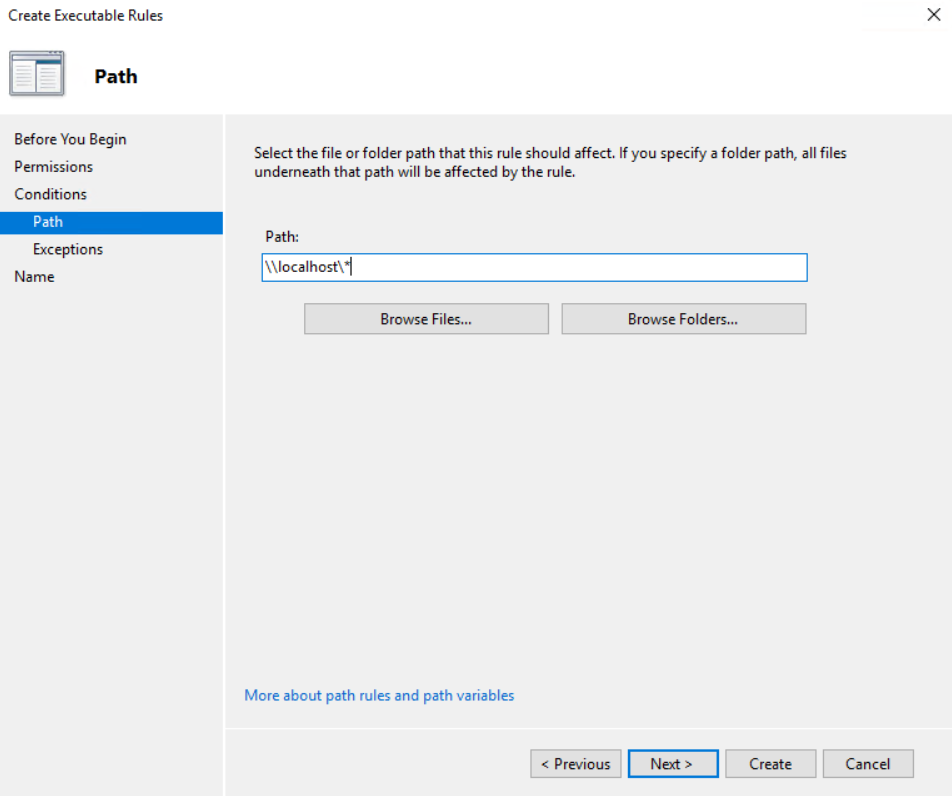 Create Executable Rules
Path
Before You Begin
Permissions
Conditions
Path
Exceptions
Name
Select the file or folder path that this rule should affect. If you specify a folder path, all files
underneath that path will be affected by the rule.
Path:
\\localhost\*
Browse Files...
Browse Folders...
More about path rules and path variables
< Previous
Next >
Create
Cancel